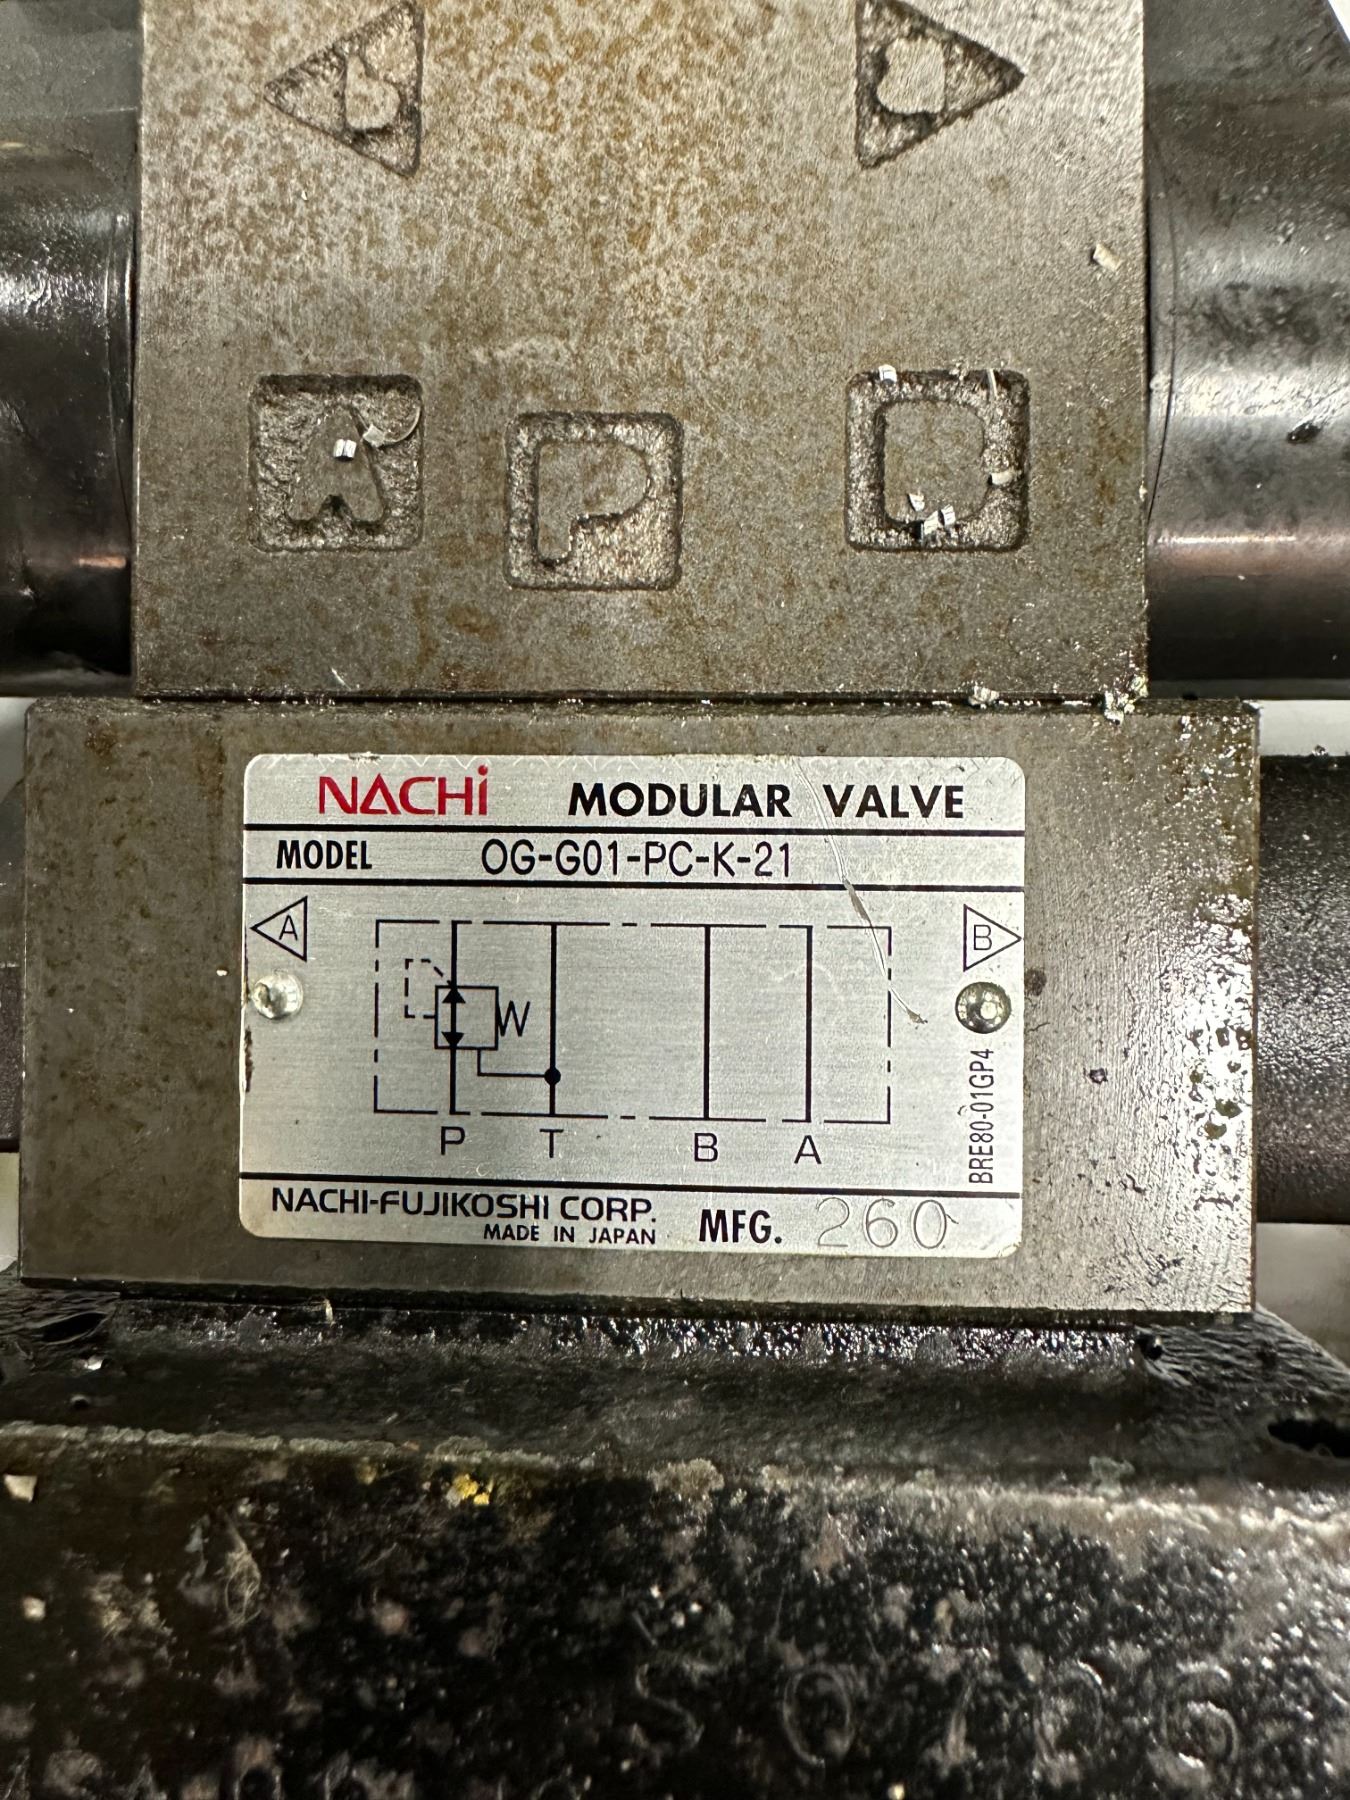 A P
NACHi MODULAR VALVE
MODEL OG-G01-PC-K-21
A B
W
BRE80-01GP4
P T B A
NACHI-FUJIKOSHI CORP.
MADE IN JAPAN MFG. 260